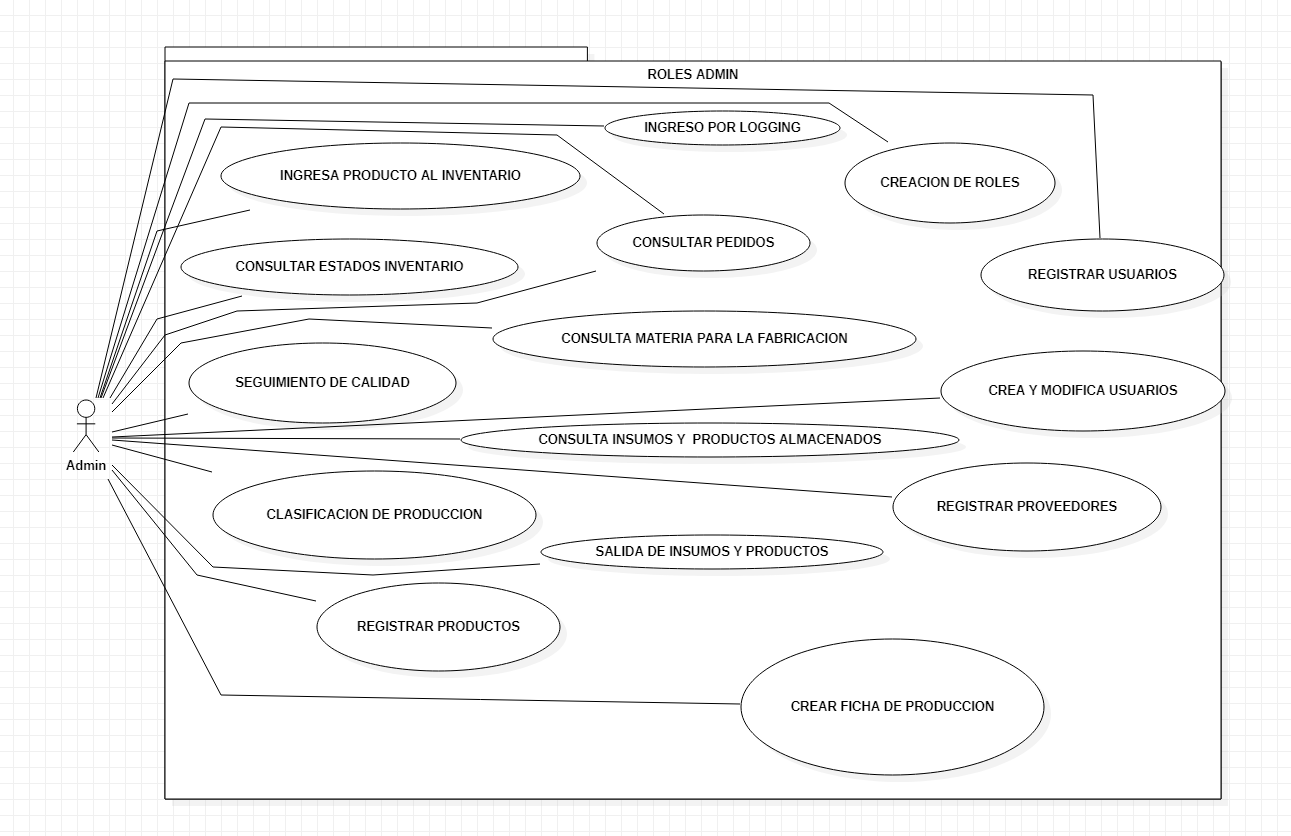 ROLES ADMIN
INGRESO POR LOGGING
INGRESA PRODUCTO AL INVENTARIO
CREACION DE ROLES
CONSULTAR PEDIDOS
CONSULTAR ESTADOS INVENTARIO
REGISTRAR USUARIOS
CONSULTA MATERIA PARA LA FABRICACION
SEGUIMIENTO DE CALIDAD
CREA Y MODIFICA USUARIOS
CONSULTA INSUMOS Y  PRODUCTOS ALMACENADOS
Admin
REGISTRAR PROVEEDORES
CLASIFICACION DE PRODUCCION
SALIDA DE INSUMOS Y PRODUCTOS
REGISTRAR PRODUCTOS
CREAR FICHA DE PRODUCCION